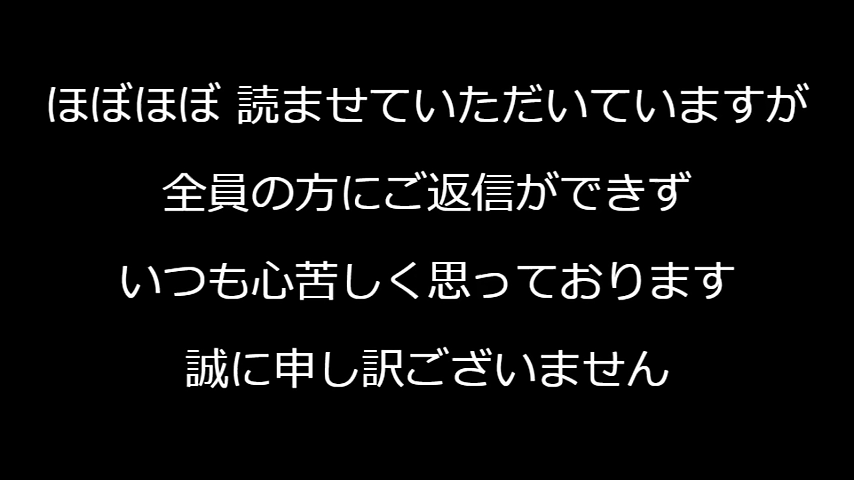 ほぼほぼ 読ませていただいていますが
全員の方にご返信ができず
いつも心苦しく思っております
誠に申し訳ございません